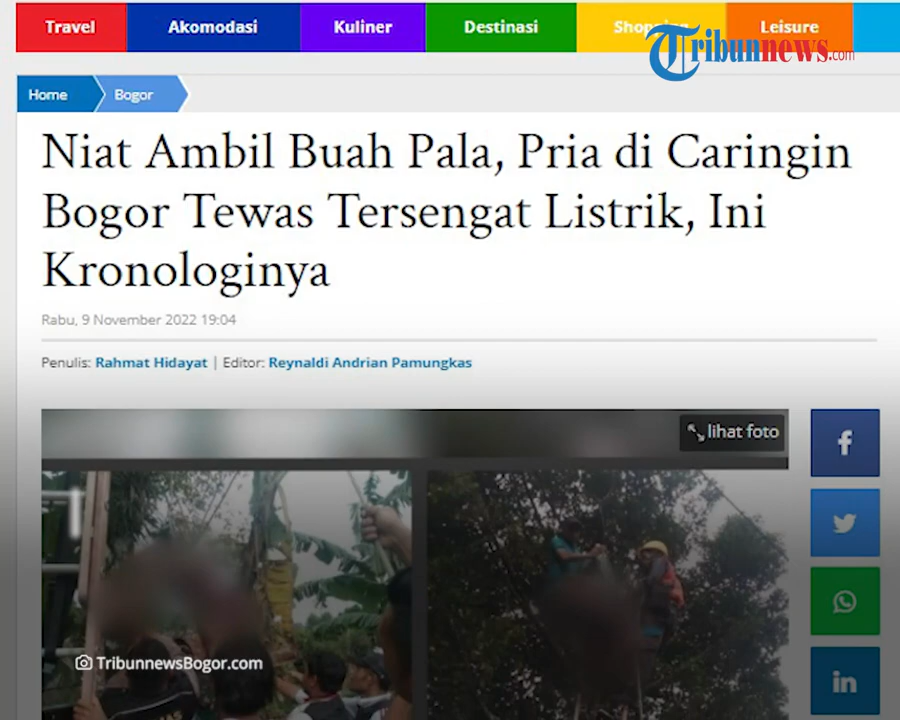 Travel
Akomodasi
Kuliner
Destinasi
Shopping
Leisure
Tribunnews.com
Home
Bogor
Niat Ambil Buah Pala, Pria di Caringin
Bogor Tewas Tersengat Listrik, Ini
Kronologinya
Rabu, 9 November 2022 19:04
Penulis: Rahmat Hidayat | Editor: Reynaldi Andrian Pamungkas
lihat foto
TribunnewsBogor.com